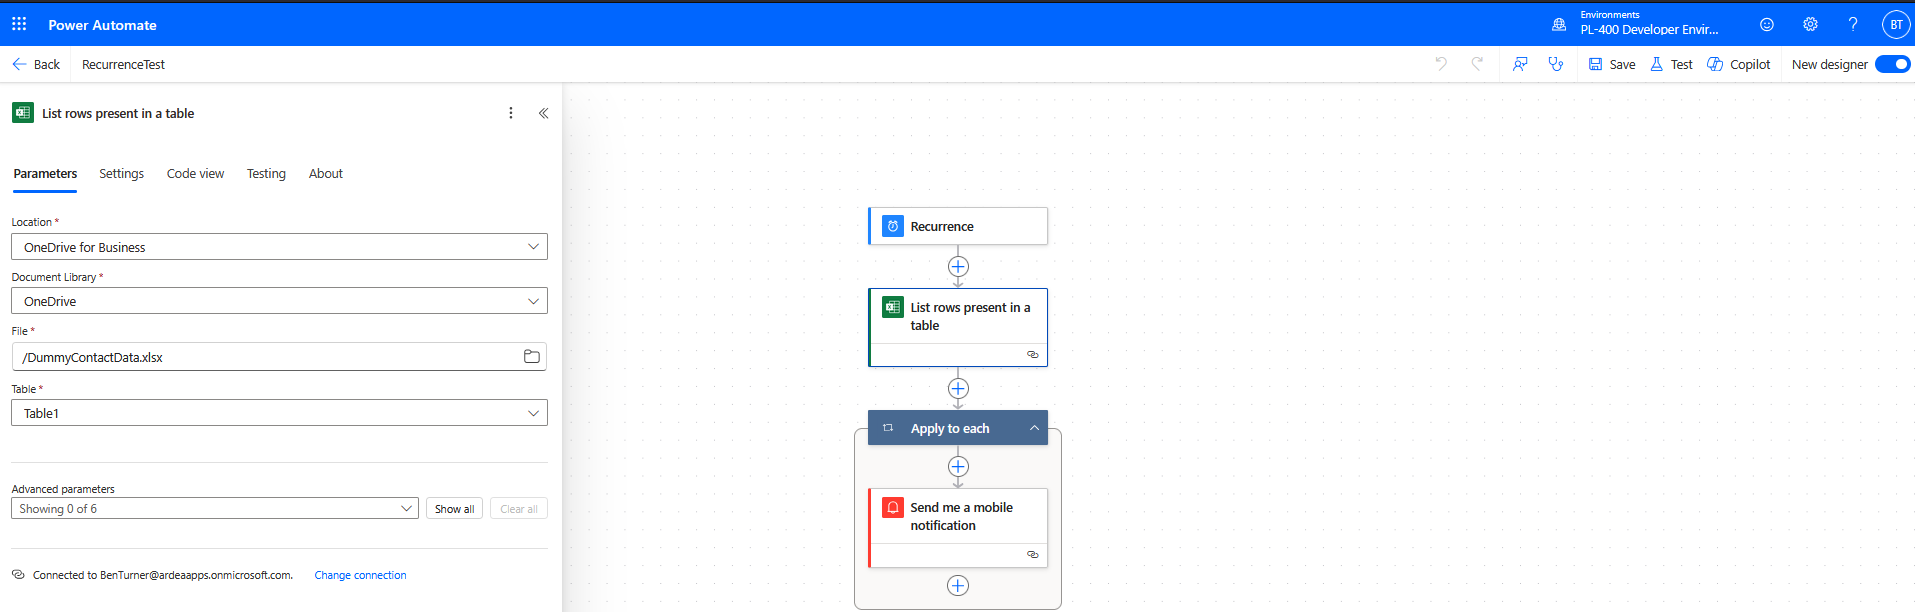 Power Automate
Environments
PL-400 Developer Envir...
BT
Back
RecurrenceTest
Save
Test
Copilot
New designer
List rows present in a table
Parameters
Settings
Code view
Testing
About
Location *
OneDrive for Business
Document Library *
OneDrive
File *
/DummyContactData.xlsx
Table *
Table1
Advanced parameters
Showing 0 of 6
Show all
Clear all
Connected to BenTurner@ardeaapps.onmicrosoft.com.
Change connection
Recurrence
List rows present in a
table
Apply to each
Send me a mobile
notification